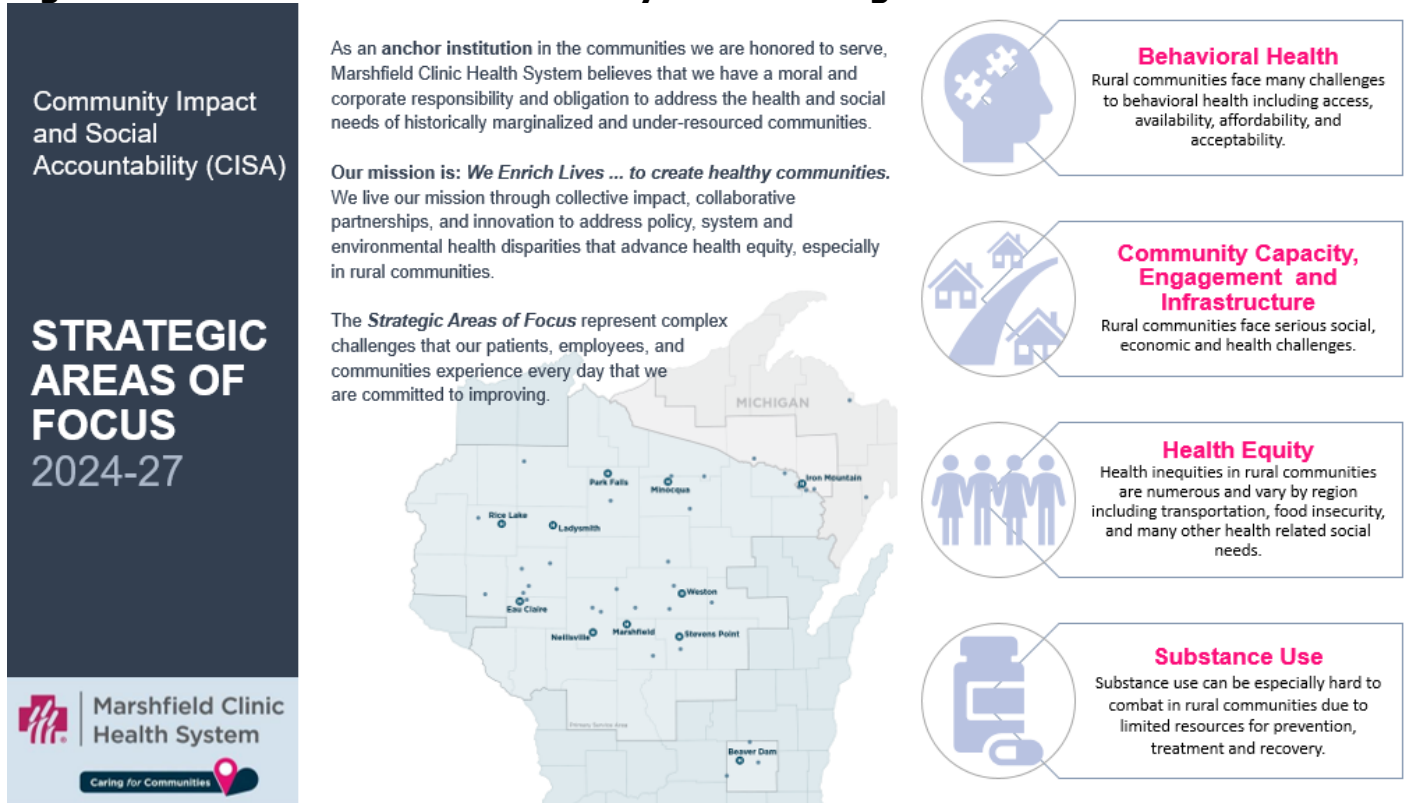 Community Impact
and Social
Accountability (CISA)
STRATEGIC
AREAS OF
FOCUS
2024-27
Marshfield Clinic
Health System
Caring for Communities
As an anchor institution in the communities we are honored to serve,
Marshfield Clinic Health System believes that we have a moral and
corporate responsibility and obligation to address the health and social
needs of historically marginalized and under-resourced communities.
Our mission is: We Enrich Lives ... to create healthy communities.
We live our mission through collective impact, collaborative
partnerships, and innovation to address policy, system and
environmental health disparities that advance health equity, especially
in rural communities.
The Strategic Areas of Focus represent complex
challenges that our patients, employees, and
communities experience every day that we
are committed to improving.
MICHIGAN
Park Falls
Minocqua
Iron Mountain
Rice Lake
Ladysmith
Eau Claire
Weston
Neillsville
Marshfield
Stevens Point
Primary Service Area
Beaver Dam
Behavioral Health
Rural communities face many challenges
to behavioral health including access,
availability, affordability, and
acceptability.
Community Capacity,
Engagement and
Infrastructure
Rural communities face serious social,
economic and health challenges.
Health Equity
Health inequities in rural communities
are numerous and vary by region
including transportation, food insecurity,
and many other health related social
needs.
Substance Use
Substance use can be especially hard to
combat in rural communities due to
limited resources for prevention,
treatment and recovery.